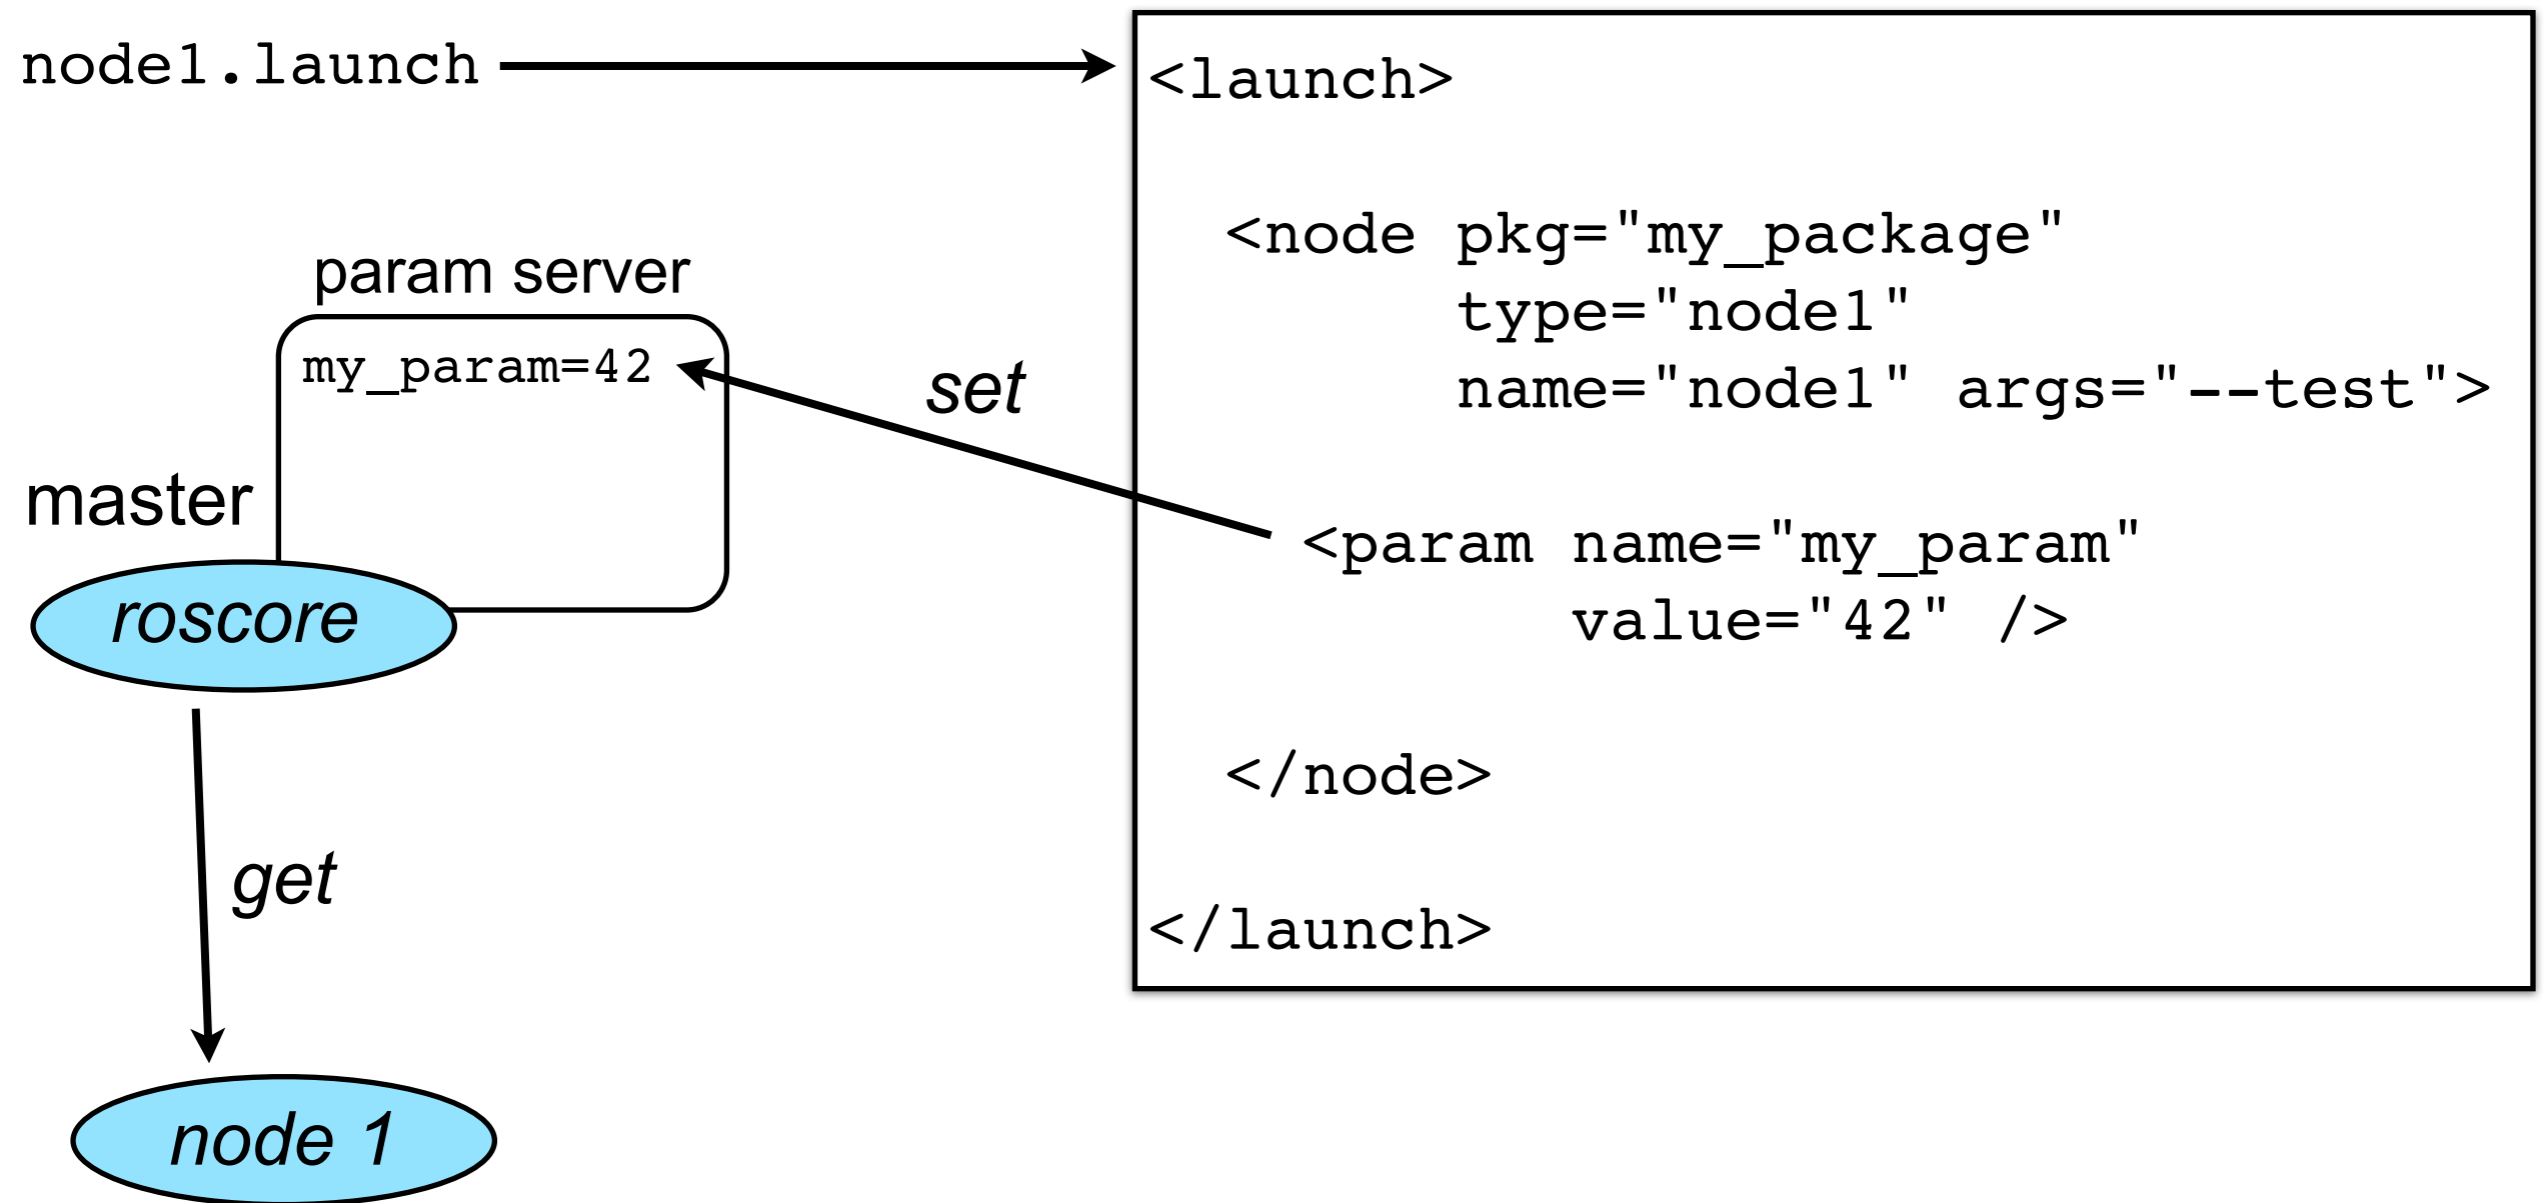 node1.launch
<launch>
<node pkg="my_package"
type="node1"
name="node1" args="--test">
<param name="my_param"
value="42" />
</node>
</launch>
param server
my_param=42
set
master
roscore
get
node 1